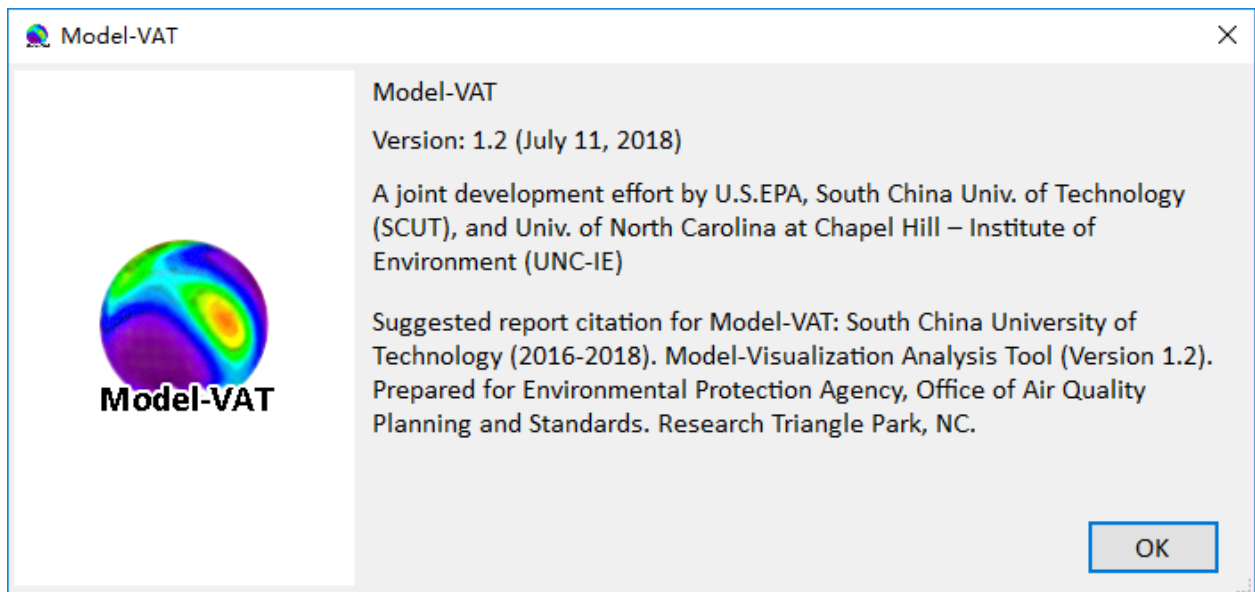 Model-VAT
Model-VAT
Version: 1.2 (July 11, 2018)
A joint development effort by U.S.EPA, South China Univ. of Technology
(SCUT), and Univ. of North Carolina at Chapel Hill – Institute of
Environment (UNC-IE)
Suggested report citation for Model-VAT: South China University of
Technology (2016-2018). Model-Visualization Analysis Tool (Version 1.2).
Prepared for Environmental Protection Agency, Office of Air Quality
Planning and Standards. Research Triangle Park, NC.
Model-VAT
OK